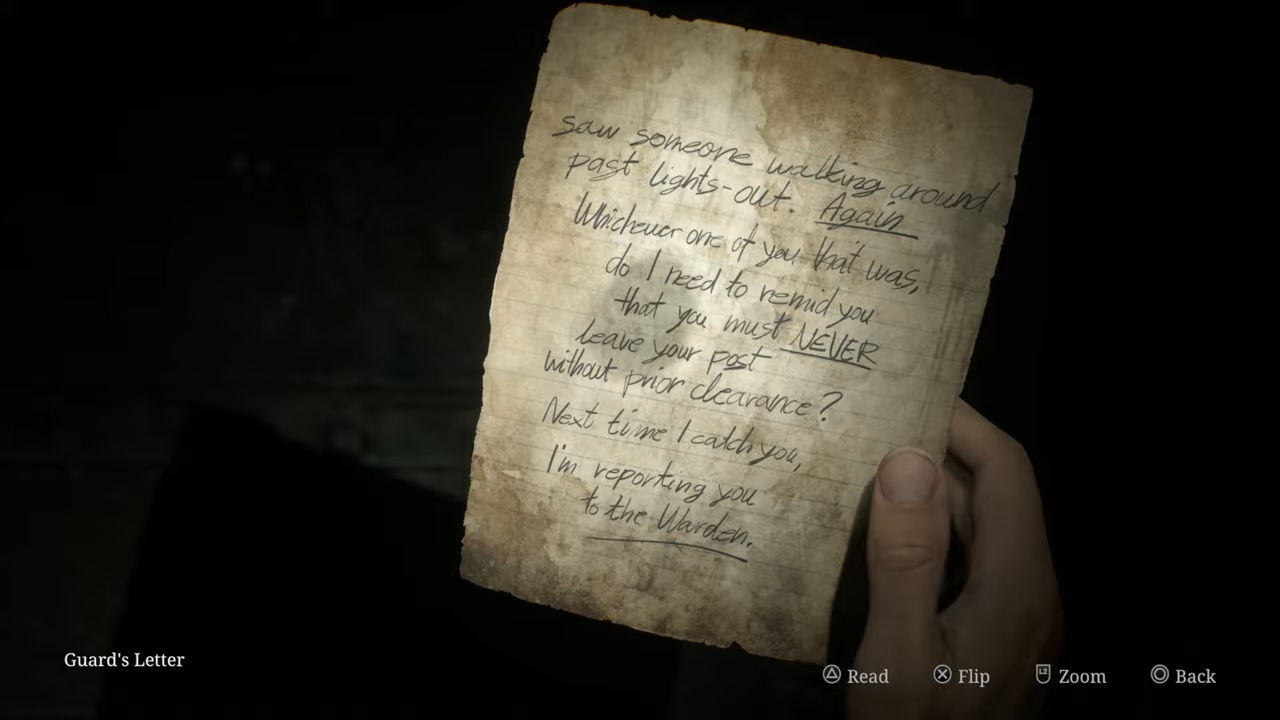 saw someone walking around
past lights-out. Again
Whichever one of you that was,
do I need to remid you
that you must NEVER
leave your post
without prior clearance?
Next time I catch you,
I'm reporting you
to the Warden.
Guard's Letter
Read
Flip
L2 Zoom
Back